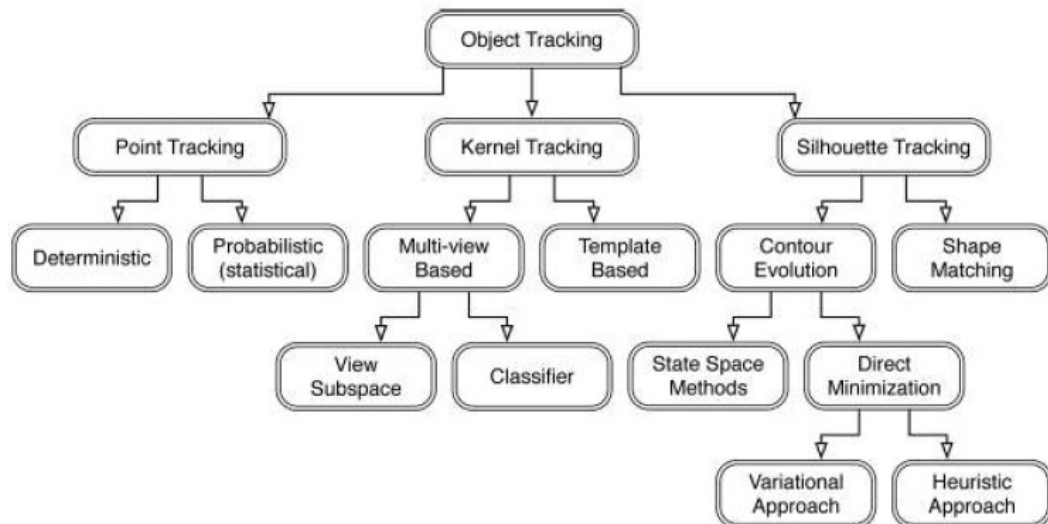 Object Tracking
Point Tracking
Kernel Tracking
Silhouette Tracking
Deterministic
Probabilistic
(statistical)
Multi-view
Based
Template
Based
Contour
Evolution
Shape
Matching
View
Subspace
Classifier
State Space
Methods
Direct
Minimization
Variational
Approach
Heuristic
Approach